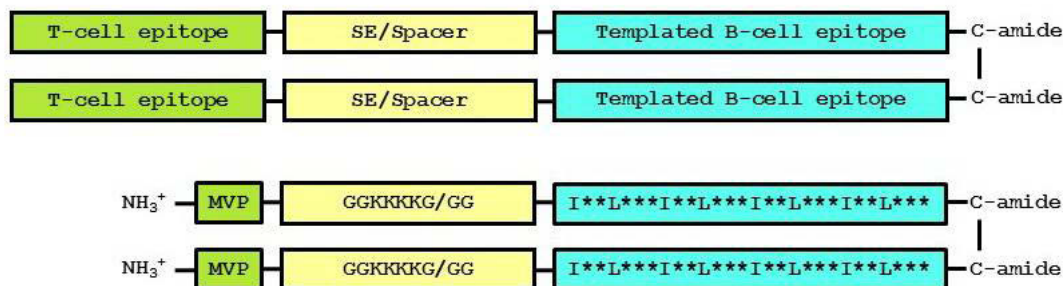 T-cell epitope SE/Spacer Templated B-cell epitope C-amide
T-cell epitope SE/Spacer Templated B-cell epitope C-amide
NH₃⁺ MVP GGKKKKG/GG I**L***I**L***I**L***I**L*** C-amide
NH₃⁺ MVP GGKKKKG/GG I**L***I**L***I**L***I**L*** C-amide